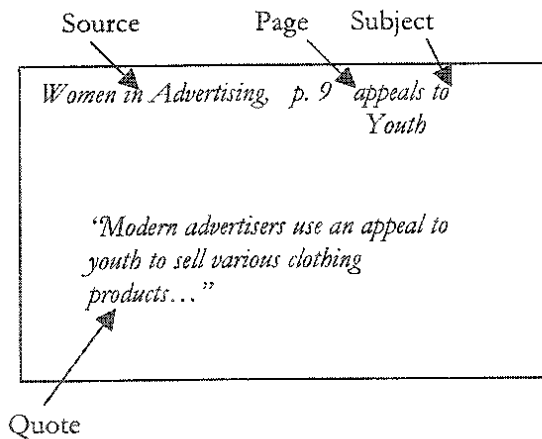 Source Page Subject
Women in Advertising, p. 9 appeals to
Youth
“Modern advertisers use an appeal to
youth to sell various clothing
products…”
Quote